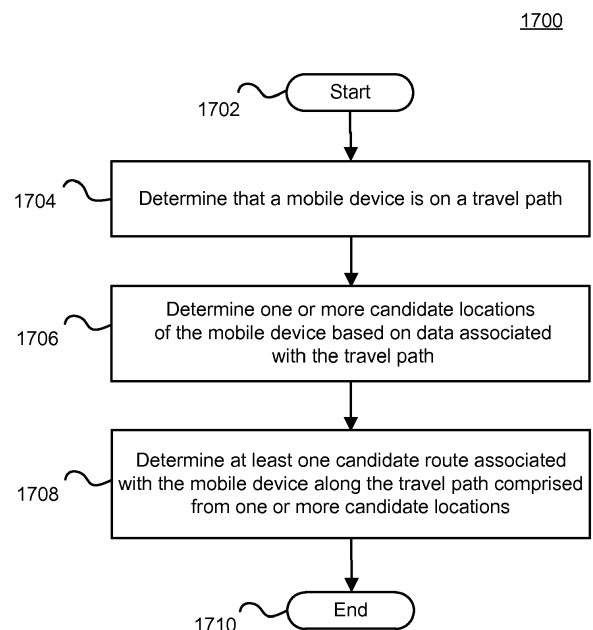 1700
Start
1702
Determine that a mobile device is on a travel path
1704
Determine one or more candidate locations
of the mobile device based on data associated
with the travel path
1706
Determine at least one candidate route associated
with the mobile device along the travel path comprised
from one or more candidate locations
1708
End
1710